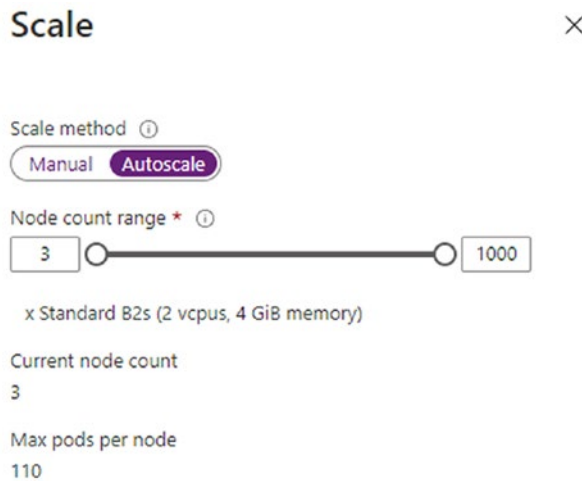 Scale
Scale method
Manual Autoscale
Node count range *
3 1000
x Standard B2s (2 vcpus, 4 GiB memory)
Current node count
3
Max pods per node
110